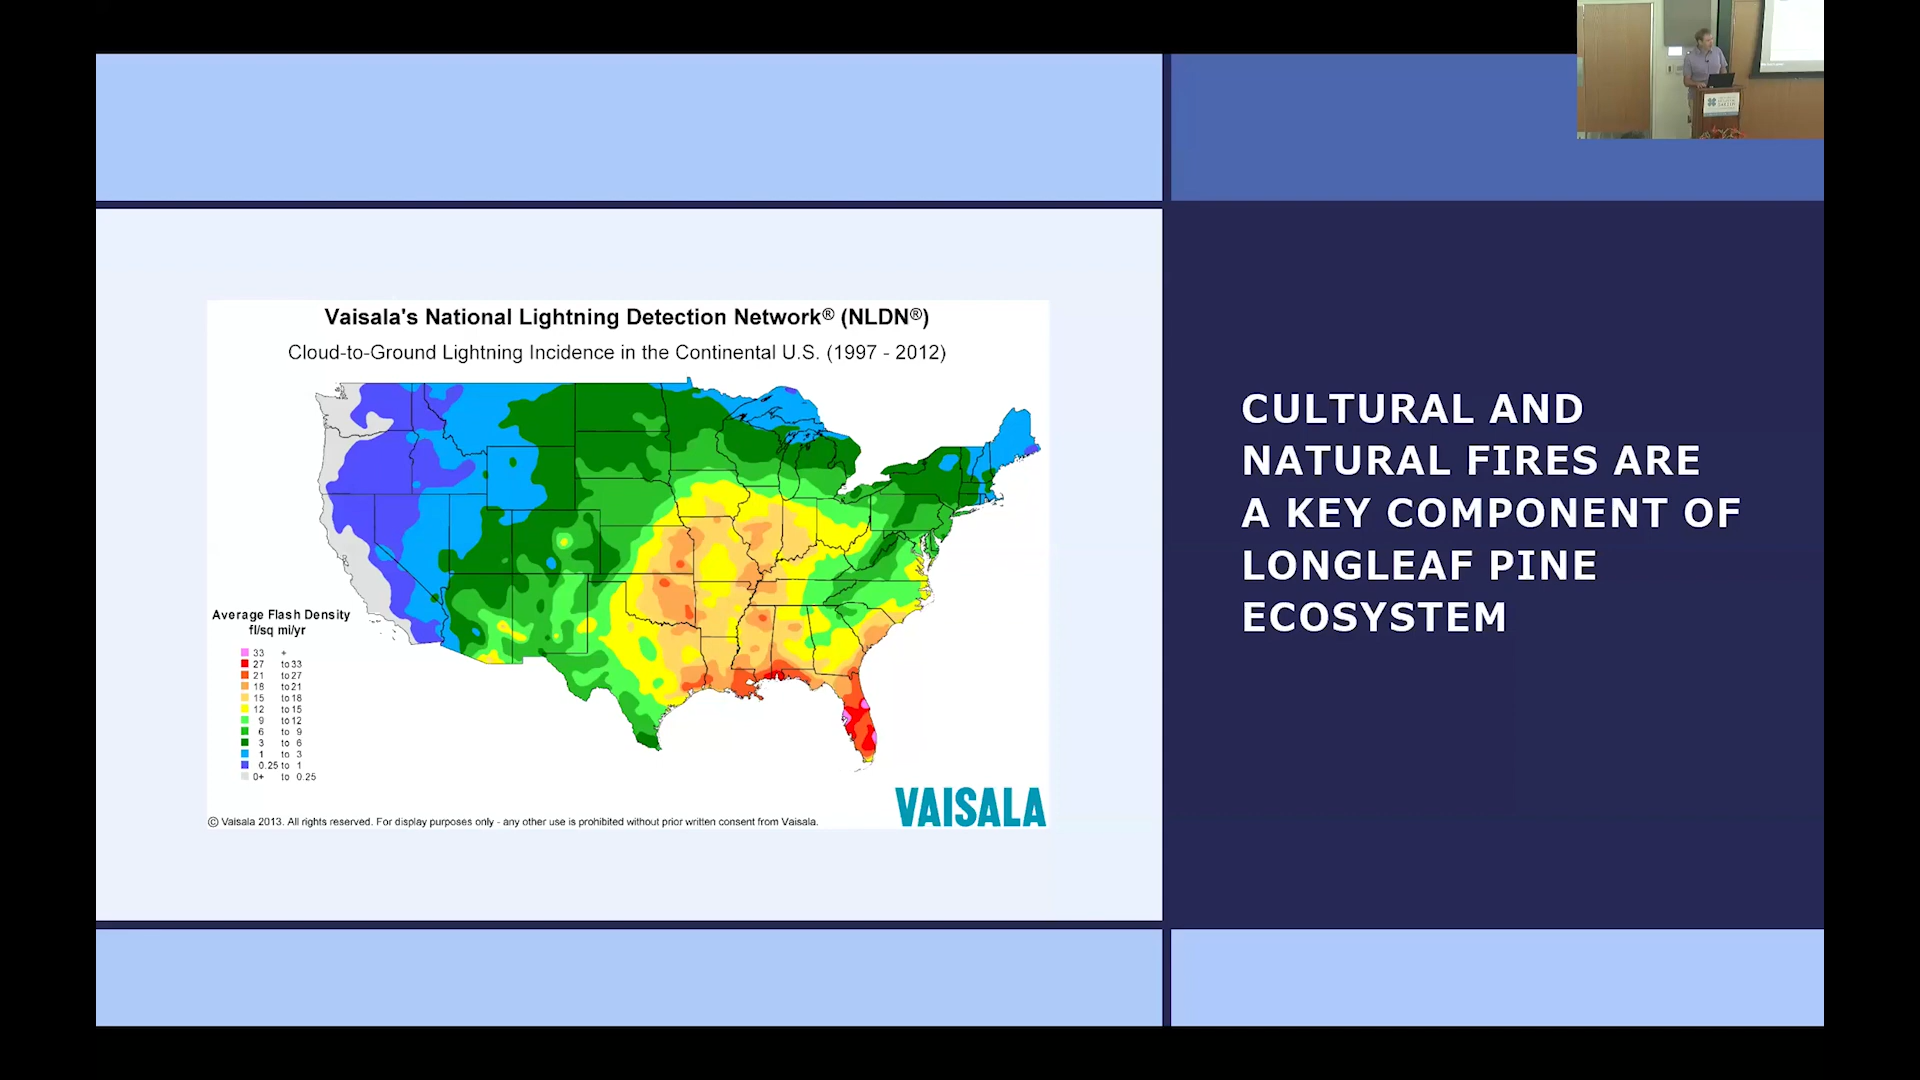 Vaisala's National Lightning Detection Network® (NLDN®)
Cloud-to-Ground Lightning Incidence in the Continental U.S. (1997 - 2012)
Average Flash Density
fl/sq mi/yr
33 +
27 to 33
21 to 27
18 to 21
15 to 18
12 to 15
9 to 12
6 to 9
3 to 6
1 to 3
0.25 to 1
0+ to 0.25
VAISALA
© Vaisala 2013. All rights reserved. For display purposes only - any other use is prohibited without prior written consent from Vaisala.
CULTURAL AND
NATURAL FIRES ARE
A KEY COMPONENT OF
LONGLEAF PINE
ECOSYSTEM